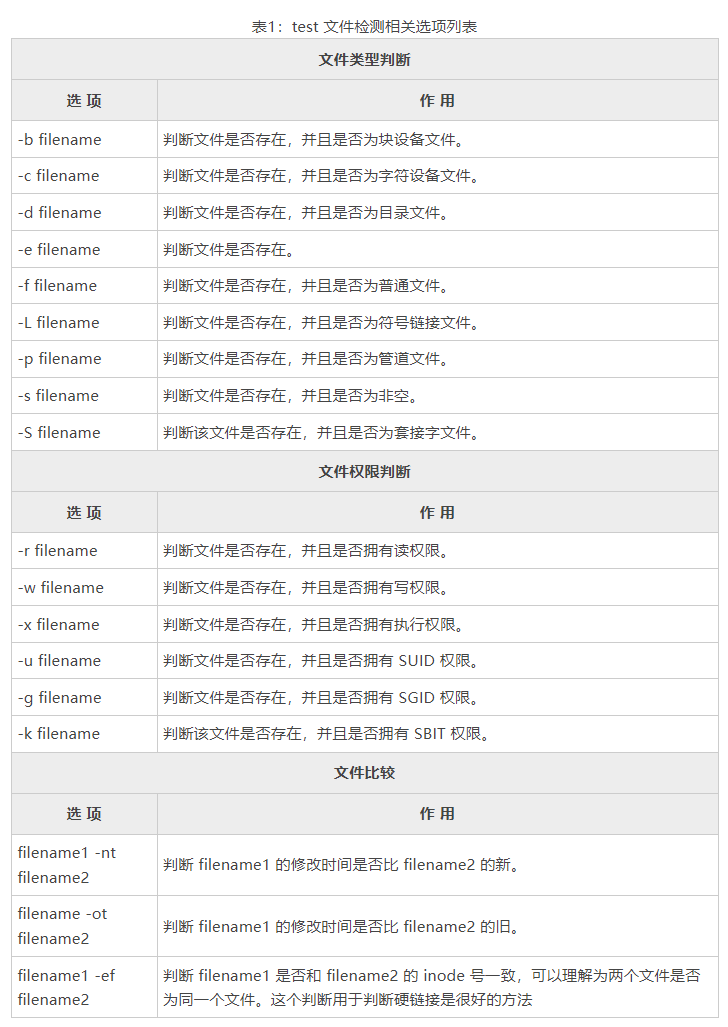 表1：test 文件检测相关选项列表
文件类型判断
选 项 作 用
-b filename 判断文件是否存在，并且是否为块设备文件。
-c filename 判断文件是否存在，并且是否为字符设备文件。
-d filename 判断文件是否存在，并且是否为目录文件。
-e filename 判断文件是否存在。
-f filename 判断文件是否存在，井且是否为普通文件。
-L filename 判断文件是否存在，并且是否为符号链接文件。
-p filename 判断文件是否存在，并且是否为管道文件。
-s filename 判断文件是否存在，并且是否为非空。
-S filename 判断该文件是否存在，并且是否为套接字文件。
文件权限判断
选 项 作 用
-r filename 判断文件是否存在，并且是否拥有读权限。
-w filename 判断文件是否存在，并且是否拥有写权限。
-x filename 判断文件是否存在，并且是否拥有执行权限。
-u filename 判断文件是否存在，并且是否拥有 SUID 权限。
-g filename 判断文件是否存在，并且是否拥有 SGID 权限。
-k filename 判断该文件是否存在，并且是否拥有 SBIT 权限。
文件比较
选 项 作 用
filename1 -nt
filename2
判断 filename1 的修改时间是否比 filename2 的新。
filename -ot
filename2
判断 filename1 的修改时间是否比 filename2 的旧。
filename1 -ef
filename2
判断 filename1 是否和 filename2 的 inode 号一致，可以理解为两个文件是否
为同一个文件。这个判断用于判断硬链接是很好的方法